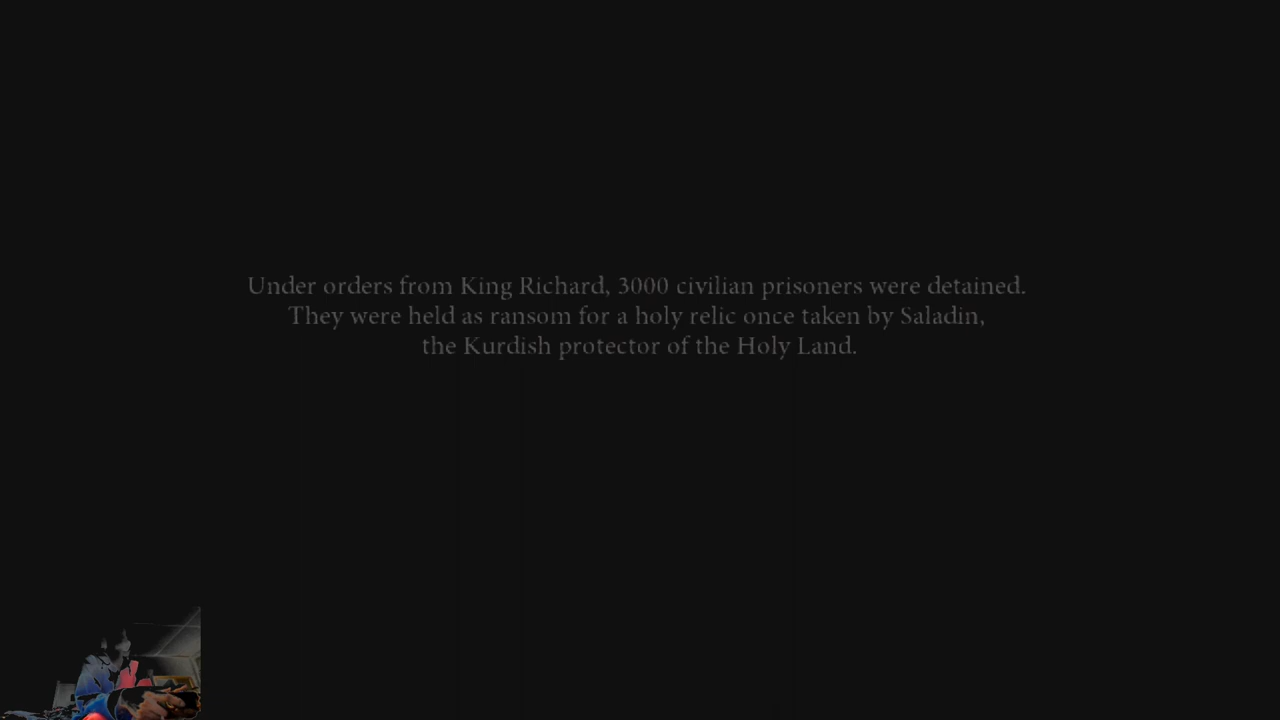 Under orders from King Richard, 3000 civilian prisoners were detained.
They were held as ransom for a holy relic once taken by Saladin,
the Kurdish protector of the Holy Land.